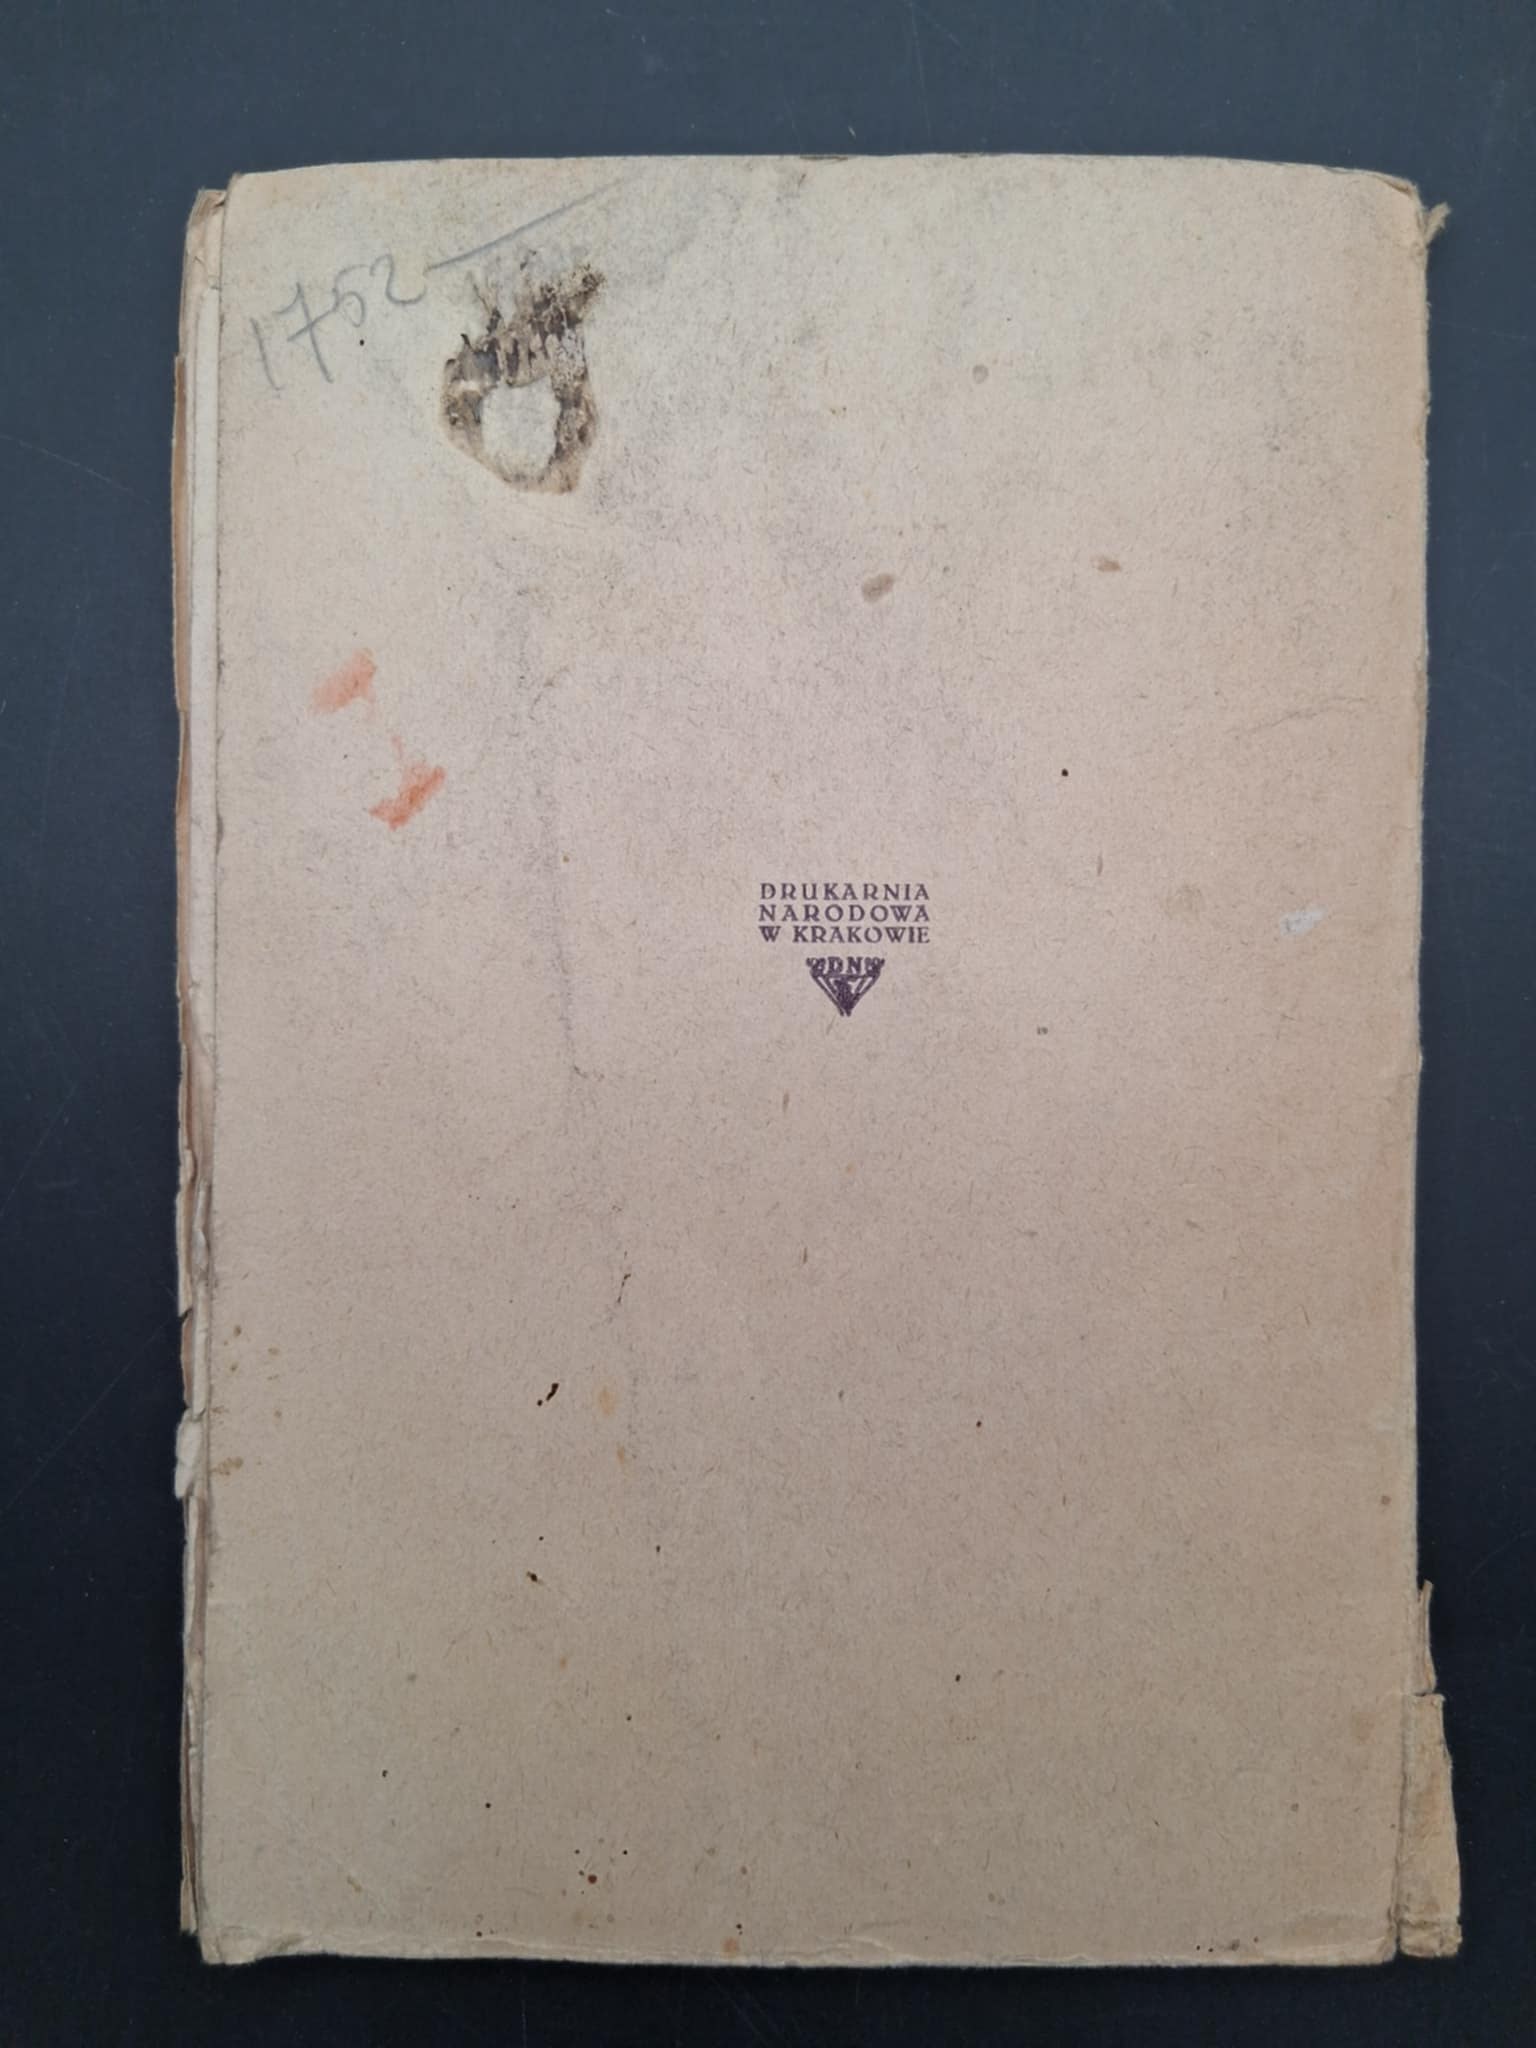 1752-
DRUKARNIA
NARODOWA
W KRAKOWIE
DN